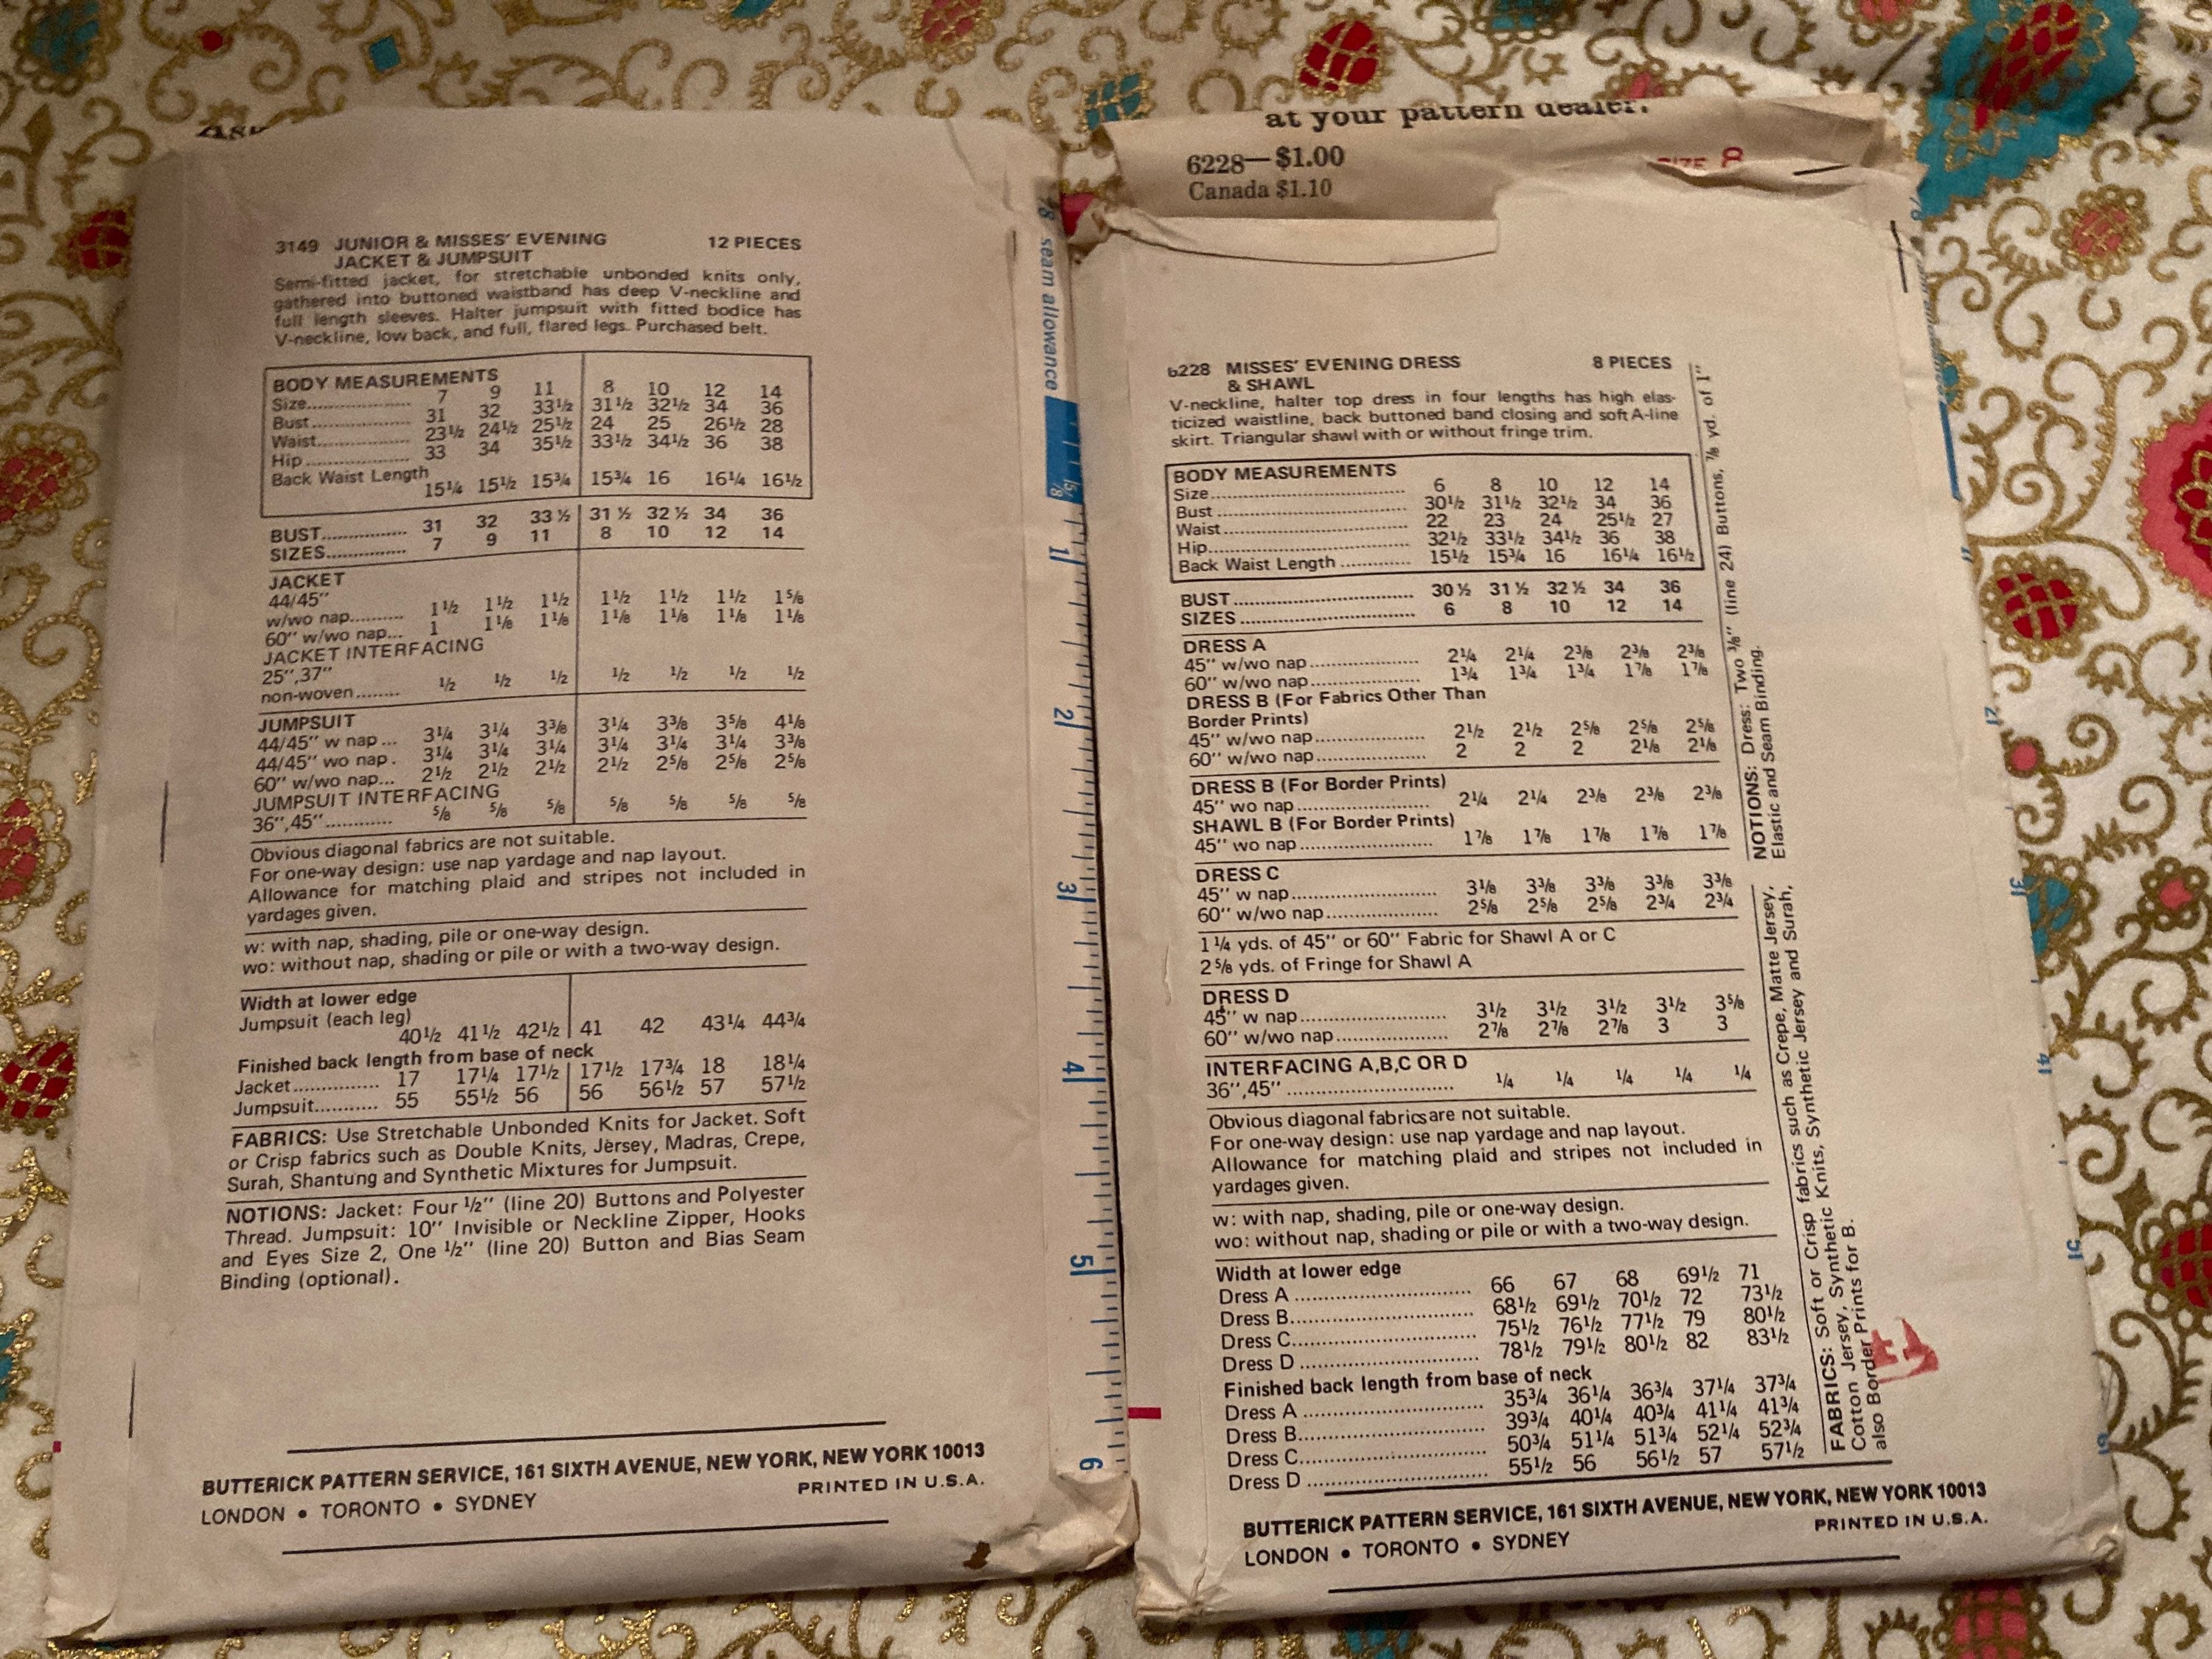 3149 JUNIOR & MISSES' EVENING 12 PIECES
JACKET & JUMPSUIT
Semi-fitted jacket, for stretchable unbonded knits only,
gathered into buttoned waistband has deep V-neckline and
full length sleeves. Halter jumpsuit with fitted bodice has
V-neckline, low back, and full, flared legs. Purchased belt.
BODY MEASUREMENTS
Size 7 9 11 8 10 12 14
Bust 31 32 33½ 31½ 32½ 34 36
Waist 23½ 24½ 25½ 24 25 26½ 28
Hip 33 34 35½ 33½ 34½ 36 38
Back Waist Length
15¼ 15½ 15¾ 15¾ 16 16¼ 16½
BUST 31 32 33 ½ 31 ½ 32 ½ 34 36
SIZES 7 9 11 8 10 12 14
JACKET
44/45"
w/wo nap 1½ 1½ 1½ 1½ 1½ 1½ 1⅝
60" w/wo nap... 1 1⅛ 1⅛ 1⅛ 1⅛ 1⅛ 1⅛
JACKET INTERFACING
25",37"
non-woven ½ ½ ½ ½ ½ ½ ½
JUMPSUIT
44/45" w nap ... 3¼ 3¼ 3⅜ 3¼ 3⅜ 3⅝ 4⅛
44/45" wo nap . 3¼ 3¼ 3¼ 3¼ 3¼ 3¼ 3⅜
60" w/wo nap... 2½ 2½ 2½ 2½ 2⅝ 2⅝ 2⅝
JUMPSUIT INTERFACING
36",45" ⅝ ⅝ ⅝ ⅝ ⅝ ⅝ ⅝
Obvious diagonal fabrics are not suitable.
For one-way design: use nap yardage and nap layout.
Allowance for matching plaid and stripes not included in
yardages given.
w: with nap, shading, pile or one-way design.
wo: without nap, shading or pile or with a two-way design.
Width at lower edge
Jumpsuit (each leg)
40½ 41½ 42½ 41 42 43¼ 44¾
Finished back length from base of neck
Jacket 17 17¼ 17½ 17½ 17¾ 18 18¼
Jumpsuit 55 55½ 56 56 56½ 57 57½
FABRICS: Use Stretchable Unbonded Knits for Jacket. Soft
or Crisp fabrics such as Double Knits, Jersey, Madras, Crepe,
Surah, Shantung and Synthetic Mixtures for Jumpsuit.
NOTIONS: Jacket: Four ½" (line 20) Buttons and Polyester
Thread. Jumpsuit: 10" Invisible or Neckline Zipper, Hooks
and Eyes Size 2, One ½" (line 20) Button and Bias Seam
Binding (optional).
BUTTERICK PATTERN SERVICE, 161 SIXTH AVENUE, NEW YORK, NEW YORK 10013
LONDON • TORONTO • SYDNEY PRINTED IN U.S.A.
⅝ seam allowance
⅝
1
2
3
4
5
6
at your pattern dealer.
6228—$1.00
Canada $1.10
SIZE 8
6228 MISSES' EVENING DRESS 8 PIECES
& SHAWL
V-neckline, halter top dress in four lengths has high elas-
ticized waistline, back buttoned band closing and soft A-line
skirt. Triangular shawl with or without fringe trim.
BODY MEASUREMENTS
Size 6 8 10 12 14
Bust 30½ 31½ 32½ 34 36
Waist 22 23 24 25½ 27
Hip 32½ 33½ 34½ 36 38
Back Waist Length 15½ 15¾ 16 16¼ 16½
BUST 30 ½ 31 ½ 32 ½ 34 36
SIZES 6 8 10 12 14
DRESS A
45" w/wo nap 2¼ 2¼ 2⅜ 2⅜ 2⅜
60" w/wo nap 1¾ 1¾ 1¾ 1⅞ 1⅞
DRESS B (For Fabrics Other Than
Border Prints)
45" w/wo nap 2½ 2½ 2⅝ 2⅝ 2⅝
60" w/wo nap 2 2 2 2⅛ 2⅛
DRESS B (For Border Prints)
45" wo nap 2¼ 2¼ 2⅜ 2⅜ 2⅜
SHAWL B (For Border Prints)
45" wo nap 1⅞ 1⅞ 1⅞ 1⅞ 1⅞
DRESS C
45" w nap 3⅛ 3⅜ 3⅜ 3⅜ 3⅜
60" w/wo nap 2⅝ 2⅝ 2⅝ 2¾ 2¾
1¼ yds. of 45" or 60" Fabric for Shawl A or C
2⅝ yds. of Fringe for Shawl A
DRESS D
45" w nap 3½ 3½ 3½ 3½ 3⅝
60" w/wo nap 2⅞ 2⅞ 2⅞ 3 3
INTERFACING A,B,C OR D
36",45" ¼ ¼ ¼ ¼ ¼
Obvious diagonal fabrics are not suitable.
For one-way design: use nap yardage and nap layout.
Allowance for matching plaid and stripes not included in
yardages given.
w: with nap, shading, pile or one-way design.
wo: without nap, shading or pile or with a two-way design.
Width at lower edge
Dress A 66 67 68 69½ 71
Dress B 68½ 69½ 70½ 72 73½
Dress C 75½ 76½ 77½ 79 80½
Dress D 78½ 79½ 80½ 82 83½
Finished back length from base of neck
Dress A 35¾ 36¼ 36¾ 37¼ 37¾
Dress B 39¾ 40¼ 40¾ 41¼ 41¾
Dress C 50¾ 51¼ 51¾ 52¼ 52¾
Dress D 55½ 56 56½ 57 57½
NOTIONS: Dress: Two ⅜" (line 24) Buttons, ⅞ yd. of 1"
Elastic and Seam Binding.
FABRICS: Soft or Crisp fabrics such as Crepe, Matte Jersey,
Cotton Jersey, Synthetic Knits, Synthetic Jersey and Surah,
also Border Prints for B.
BUTTERICK PATTERN SERVICE, 161 SIXTH AVENUE, NEW YORK, NEW YORK 10013
LONDON • TORONTO • SYDNEY PRINTED IN U.S.A.